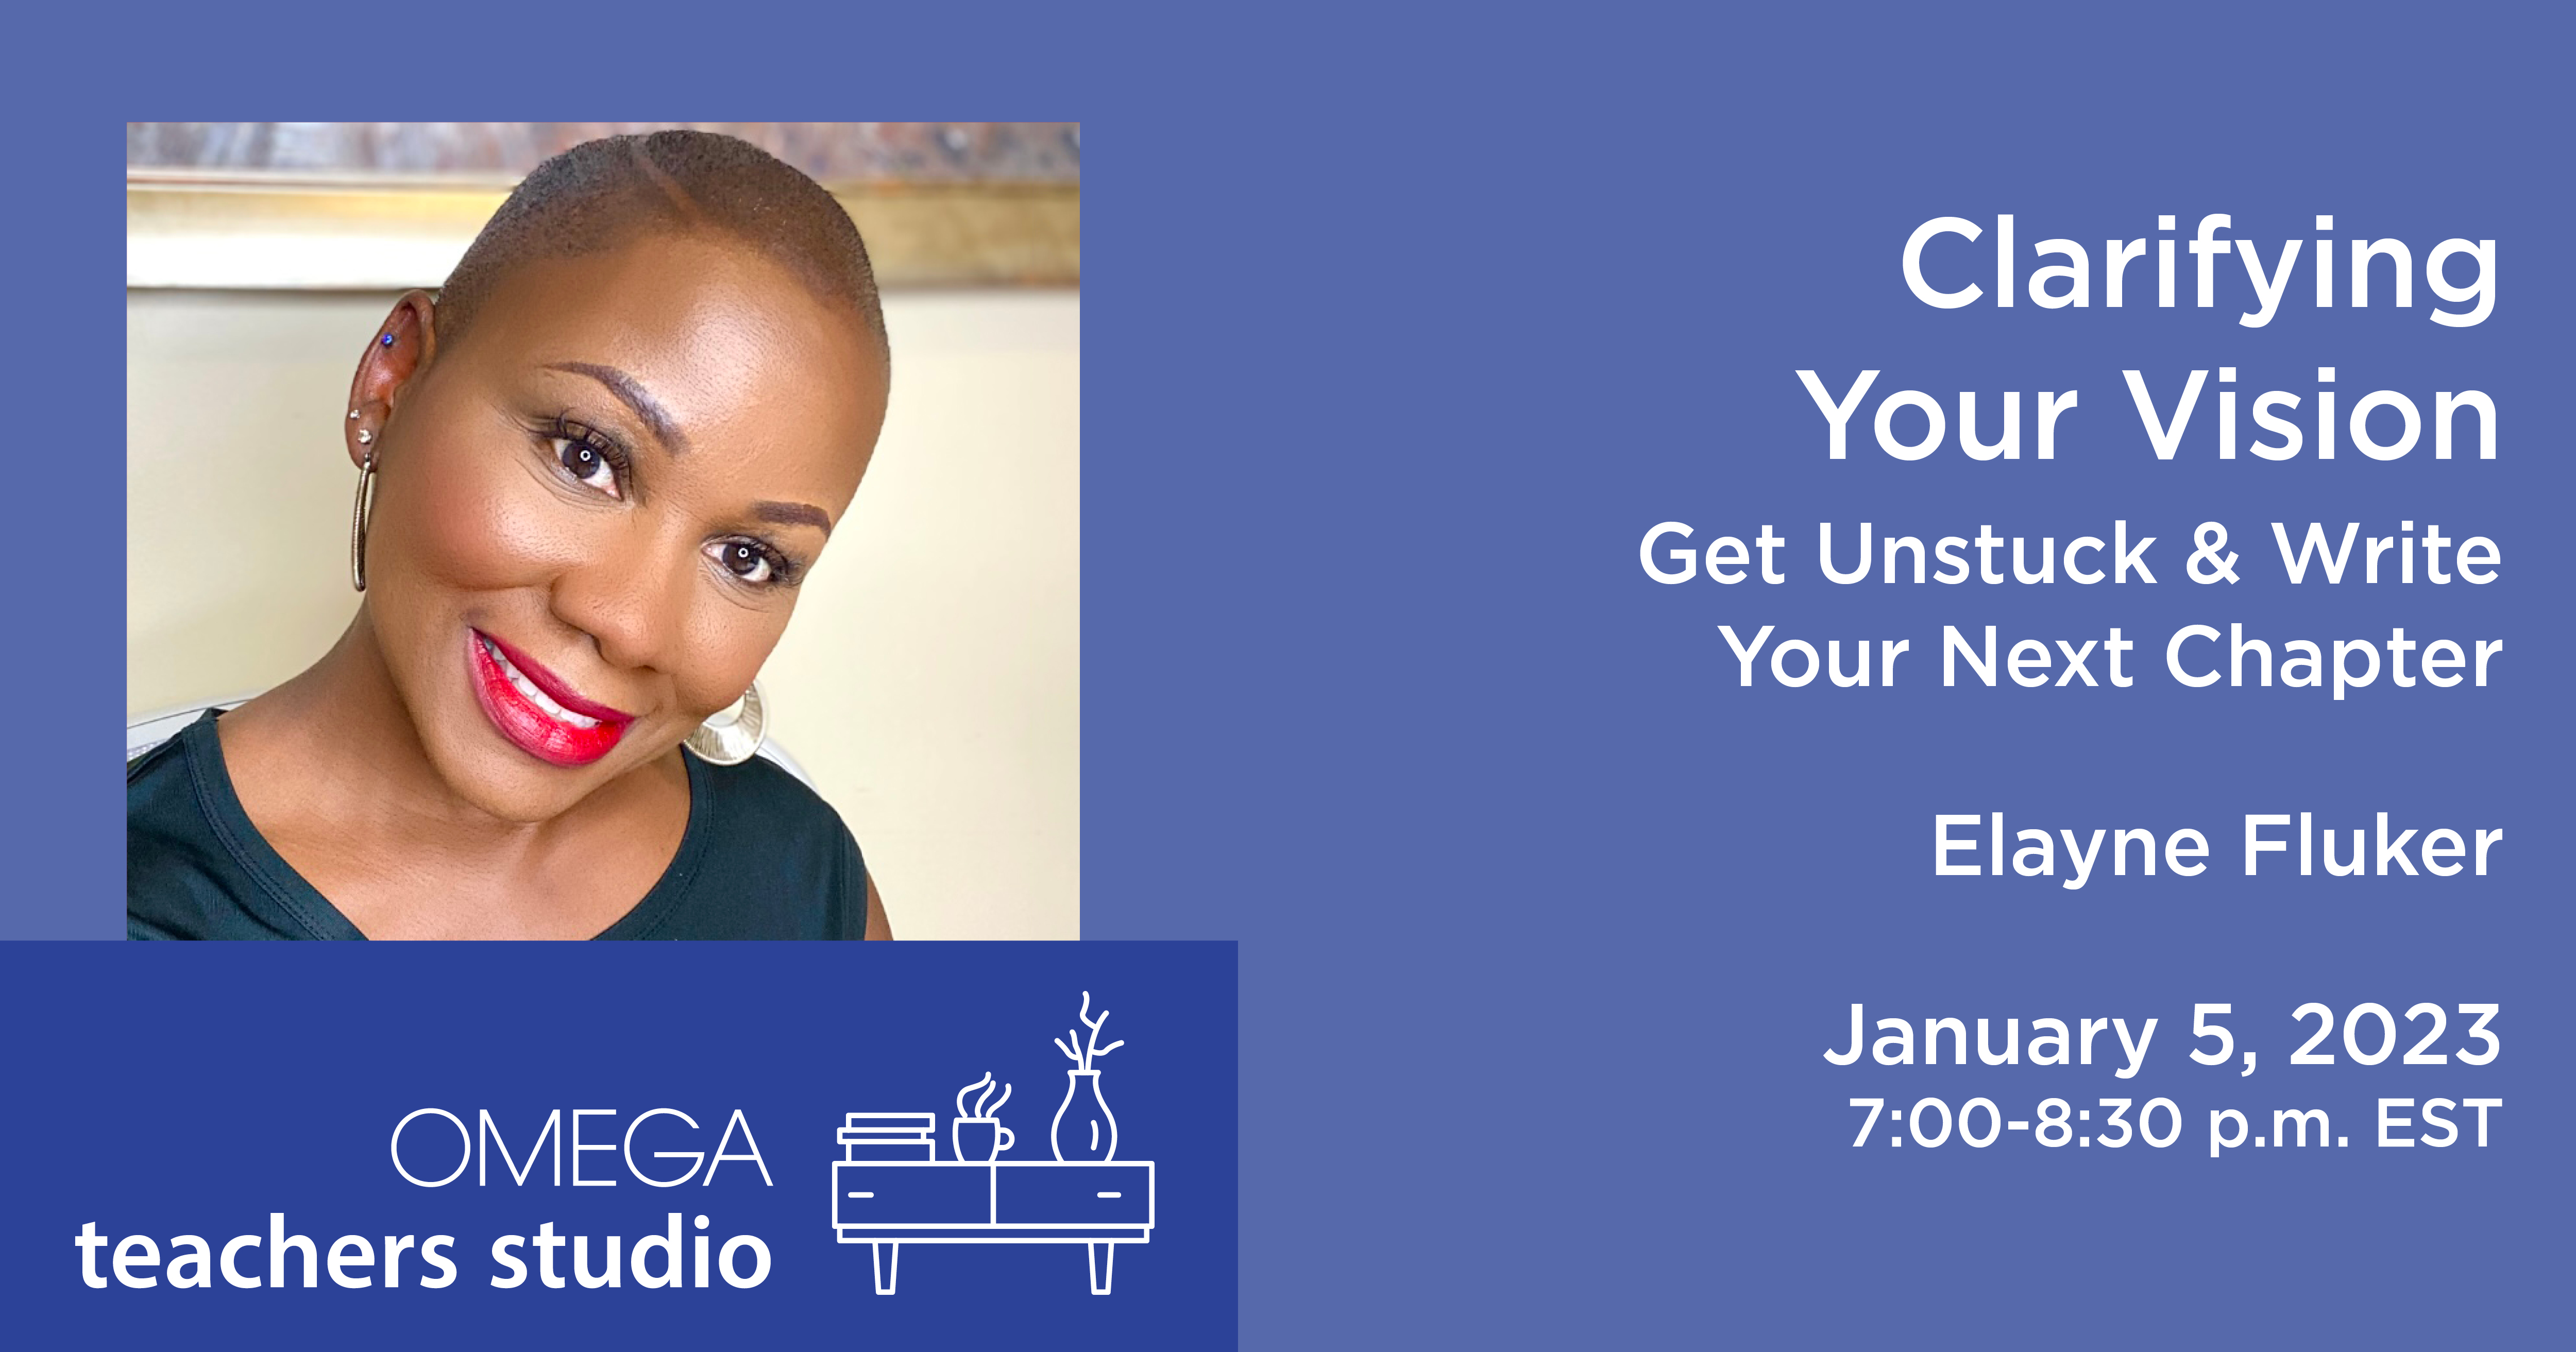 Clarifying
Your Vision
Get Unstuck & Write
Your Next Chapter
Elayne Fluker
January 5, 2023
7:00-8:30 p.m. EST
OMEGA
teachers studio